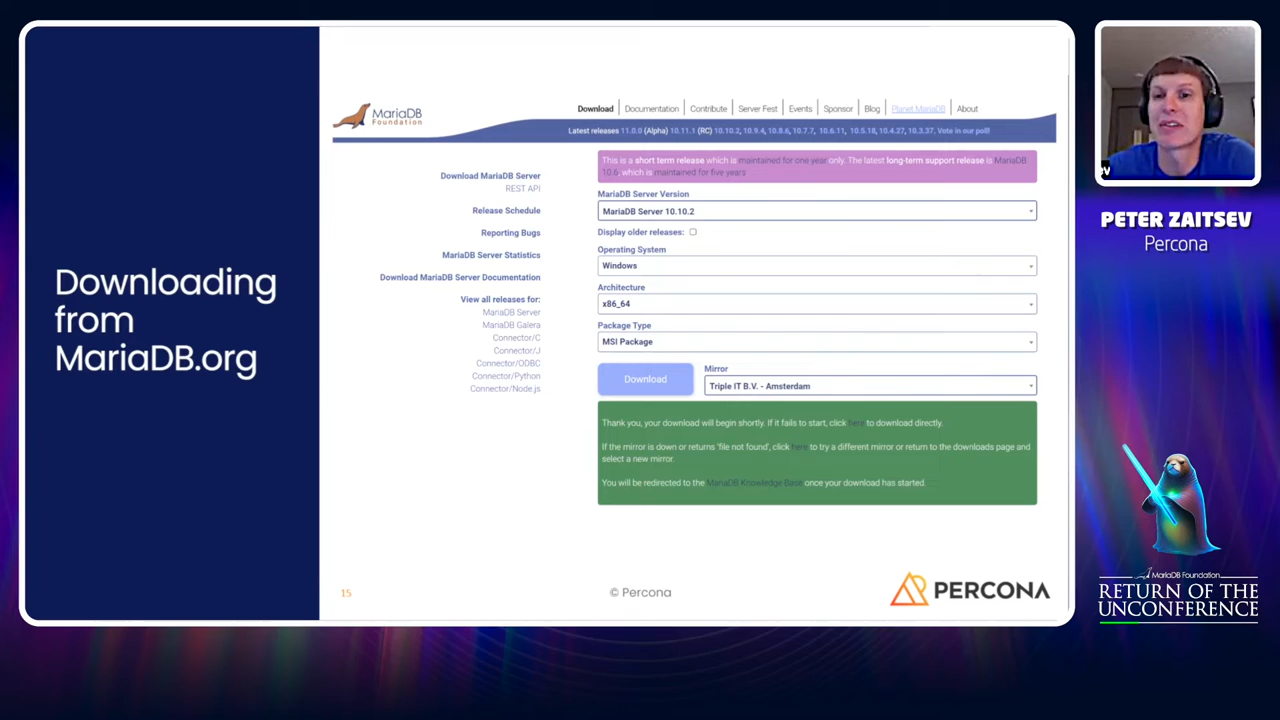 Downloading
from
MariaDB.org
MariaDB
Foundation
Download
Documentation
Contribute
Server Fest
Events
Sponsor
Blog
Planet MariaDB
About
Latest releases 11.0.0 (Alpha) 10.11.1 (RC) 10.10.2, 10.9.4, 10.8.6, 10.7.7, 10.6.11, 10.5.18, 10.4.27, 10.3.37. Vote in our poll!
Download MariaDB Server
REST API
Release Schedule
Reporting Bugs
MariaDB Server Statistics
Download MariaDB Server Documentation
View all releases for:
MariaDB Server
MariaDB Galera
Connector/C
Connector/J
Connector/ODBC
Connector/Python
Connector/Node.js
This is a short term release which is maintained for one year only. The latest long-term support release is MariaDB
10.6, which is maintained for five years
MariaDB Server Version
MariaDB Server 10.10.2
Display older releases:
Operating System
Windows
Architecture
x86_64
Package Type
MSI Package
Download
Mirror
Triple IT B.V. - Amsterdam
Thank you, your download will begin shortly. If it fails to start, click here to download directly.
If the mirror is down or returns 'file not found', click here to try a different mirror or return to the downloads page and
select a new mirror.
You will be redirected to the MariaDB Knowledge Base once your download has started.
15
© Percona
PERCONA
PETER ZAITSEV
Percona
MariaDB Foundation
RETURN OF THE
UNCONFERENCE